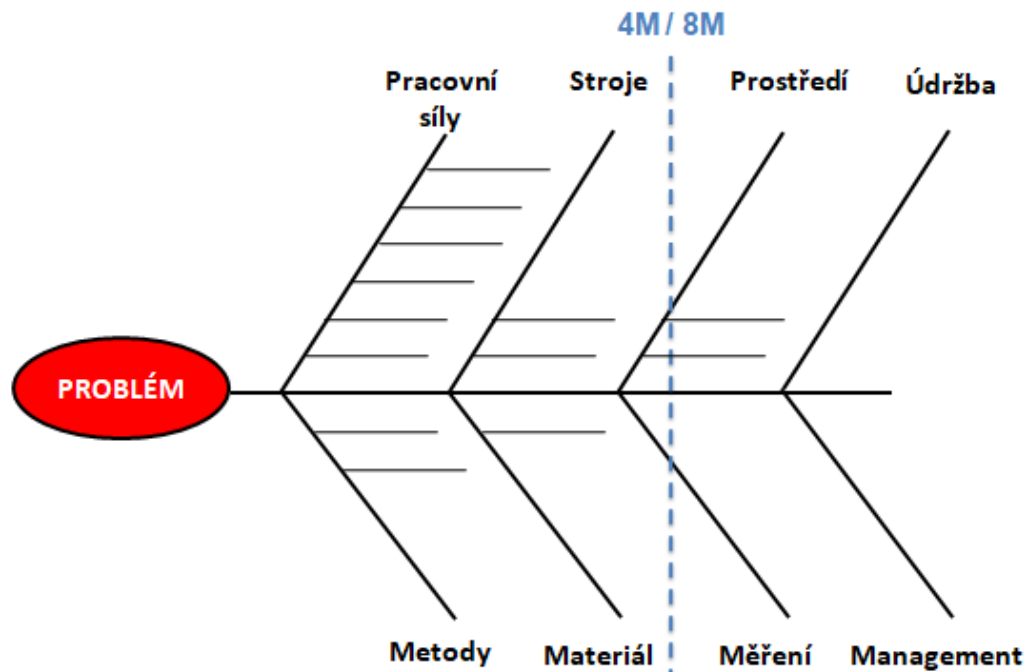 4M / 8M
Pracovní
síly
Stroje
Prostředí
Údržba
PROBLÉM
Metody
Materiál
Měření
Management